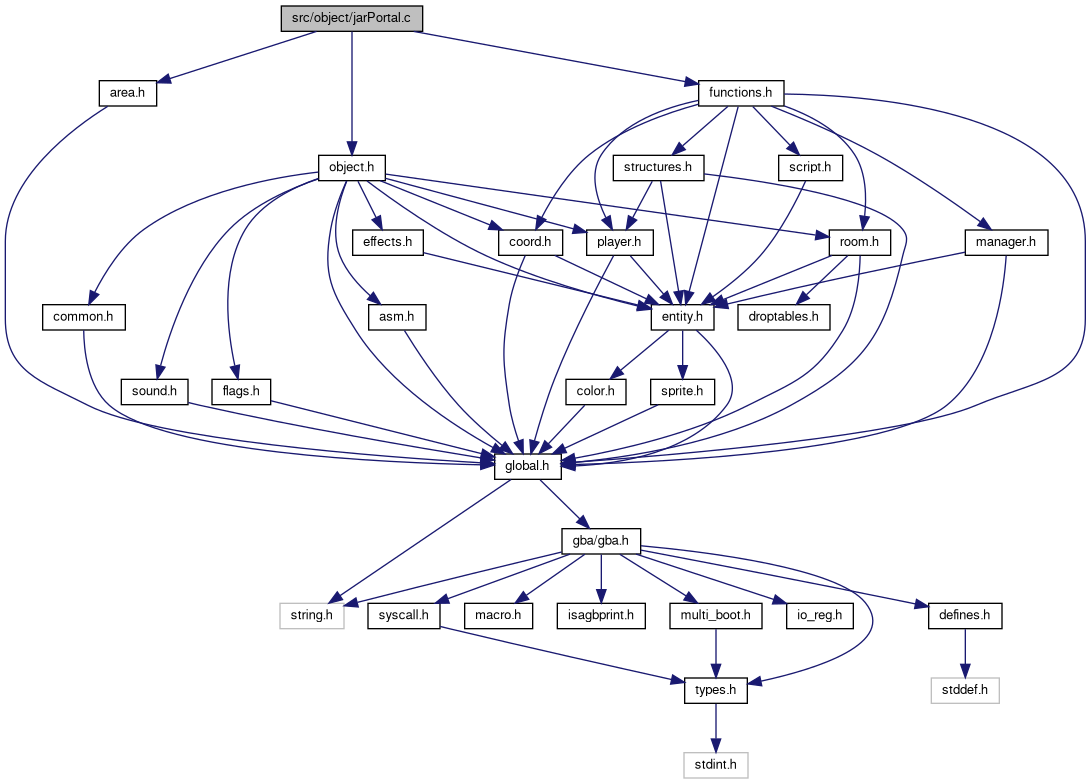 src/object/jarPortal.c
area.h
functions.h
object.h
structures.h
script.h
effects.h
coord.h
player.h
room.h
manager.h
common.h
asm.h
entity.h
droptables.h
sound.h
flags.h
color.h
sprite.h
global.h
gba/gba.h
string.h
syscall.h
macro.h
isagbprint.h
multi_boot.h
io_reg.h
defines.h
types.h
stddef.h
stdint.h